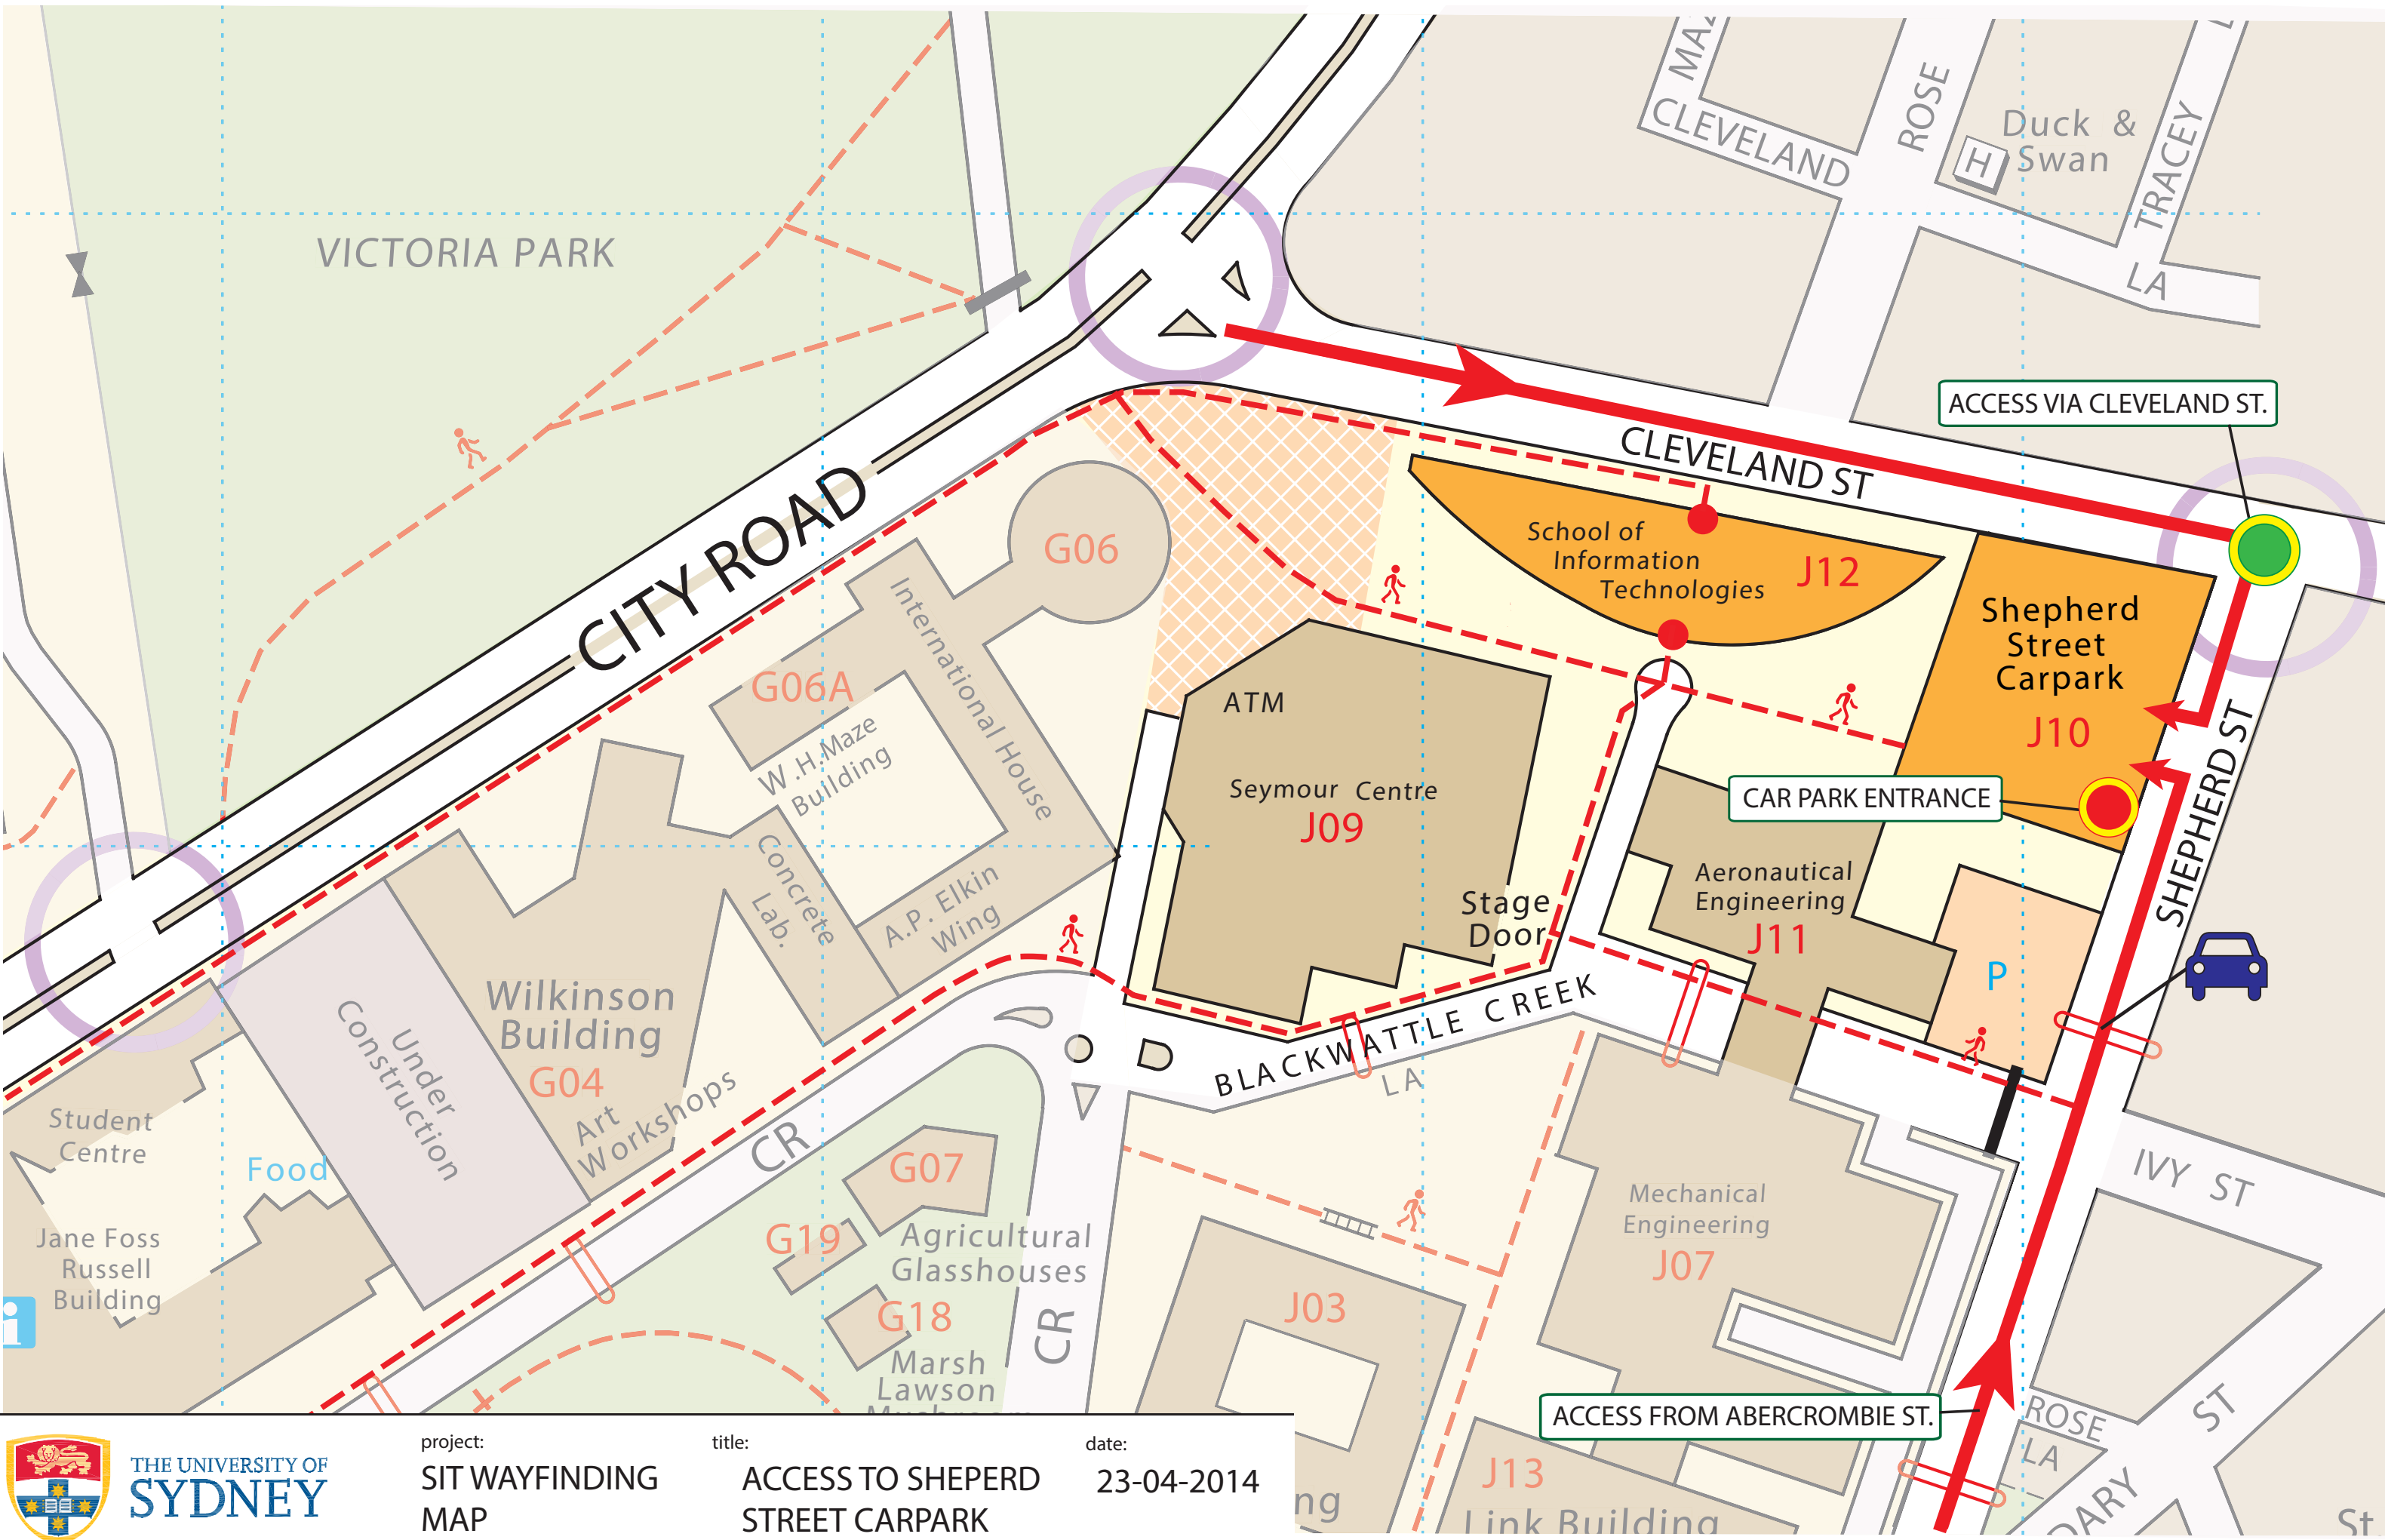 MAZ
CLEVELAND
ROSE
Duck &
Swan
H
TRACEY
LA
VICTORIA PARK
ACCESS VIA CLEVELAND ST.
CLEVELAND ST
CITY ROAD
G06
International House
School of
Information
Technologies
J12
Shepherd
Street
Carpark
J10
G06A
W.H.Maze
Building
ATM
Seymour Centre
J09
CAR PARK ENTRANCE
SHEPHERD ST
Concrete
Lab.
A.P. Elkin
Wing
Stage
Door
Aeronautical
Engineering
J11
P
Wilkinson
Building
G04
Art
Workshops
Under
Construction
BLACKWATTLE CREEK
LA
Student
Centre
Food
Jane Foss
Russell
Building
i
CR
G07
G19
Agricultural
Glasshouses
G18
Marsh
Lawson
Mushroom
CR
J03
Mechanical
Engineering
J07
IVY ST
ACCESS FROM ABERCROMBIE ST.
ROSE
LA
ST
DARY
J13
Link Building
ng
St
THE UNIVERSITY OF
SYDNEY
project:
SIT WAYFINDING
MAP
title:
ACCESS TO SHEPERD
STREET CARPARK
date:
23-04-2014